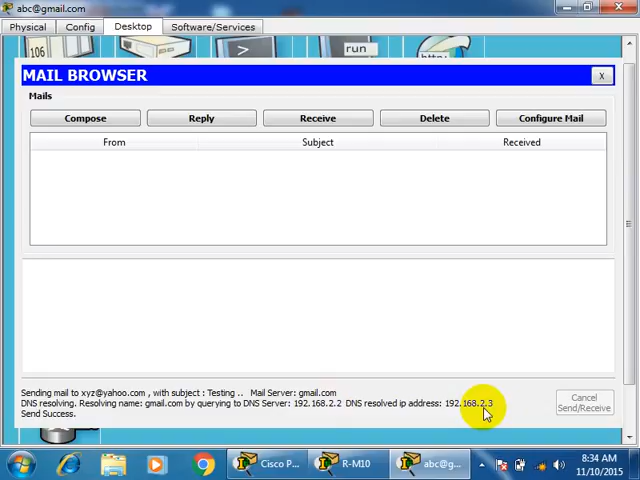 abc@gmail.com
Physical Config Desktop Software/Services
106 > run http:
MAIL BROWSER X
Mails
Compose Reply Receive Delete Configure Mail
From Subject Received
Sending mail to xyz@yahoo.com , with subject : Testing .. Mail Server: gmail.com
DNS resolving. Resolving name: gmail.com by querying to DNS Server: 192.168.2.2 DNS resolved ip address: 192.168.2.3
Send Success.
Cancel
Send/Receive
Cisco P... R-M10 abc@g...
8:34 AM
11/10/2015